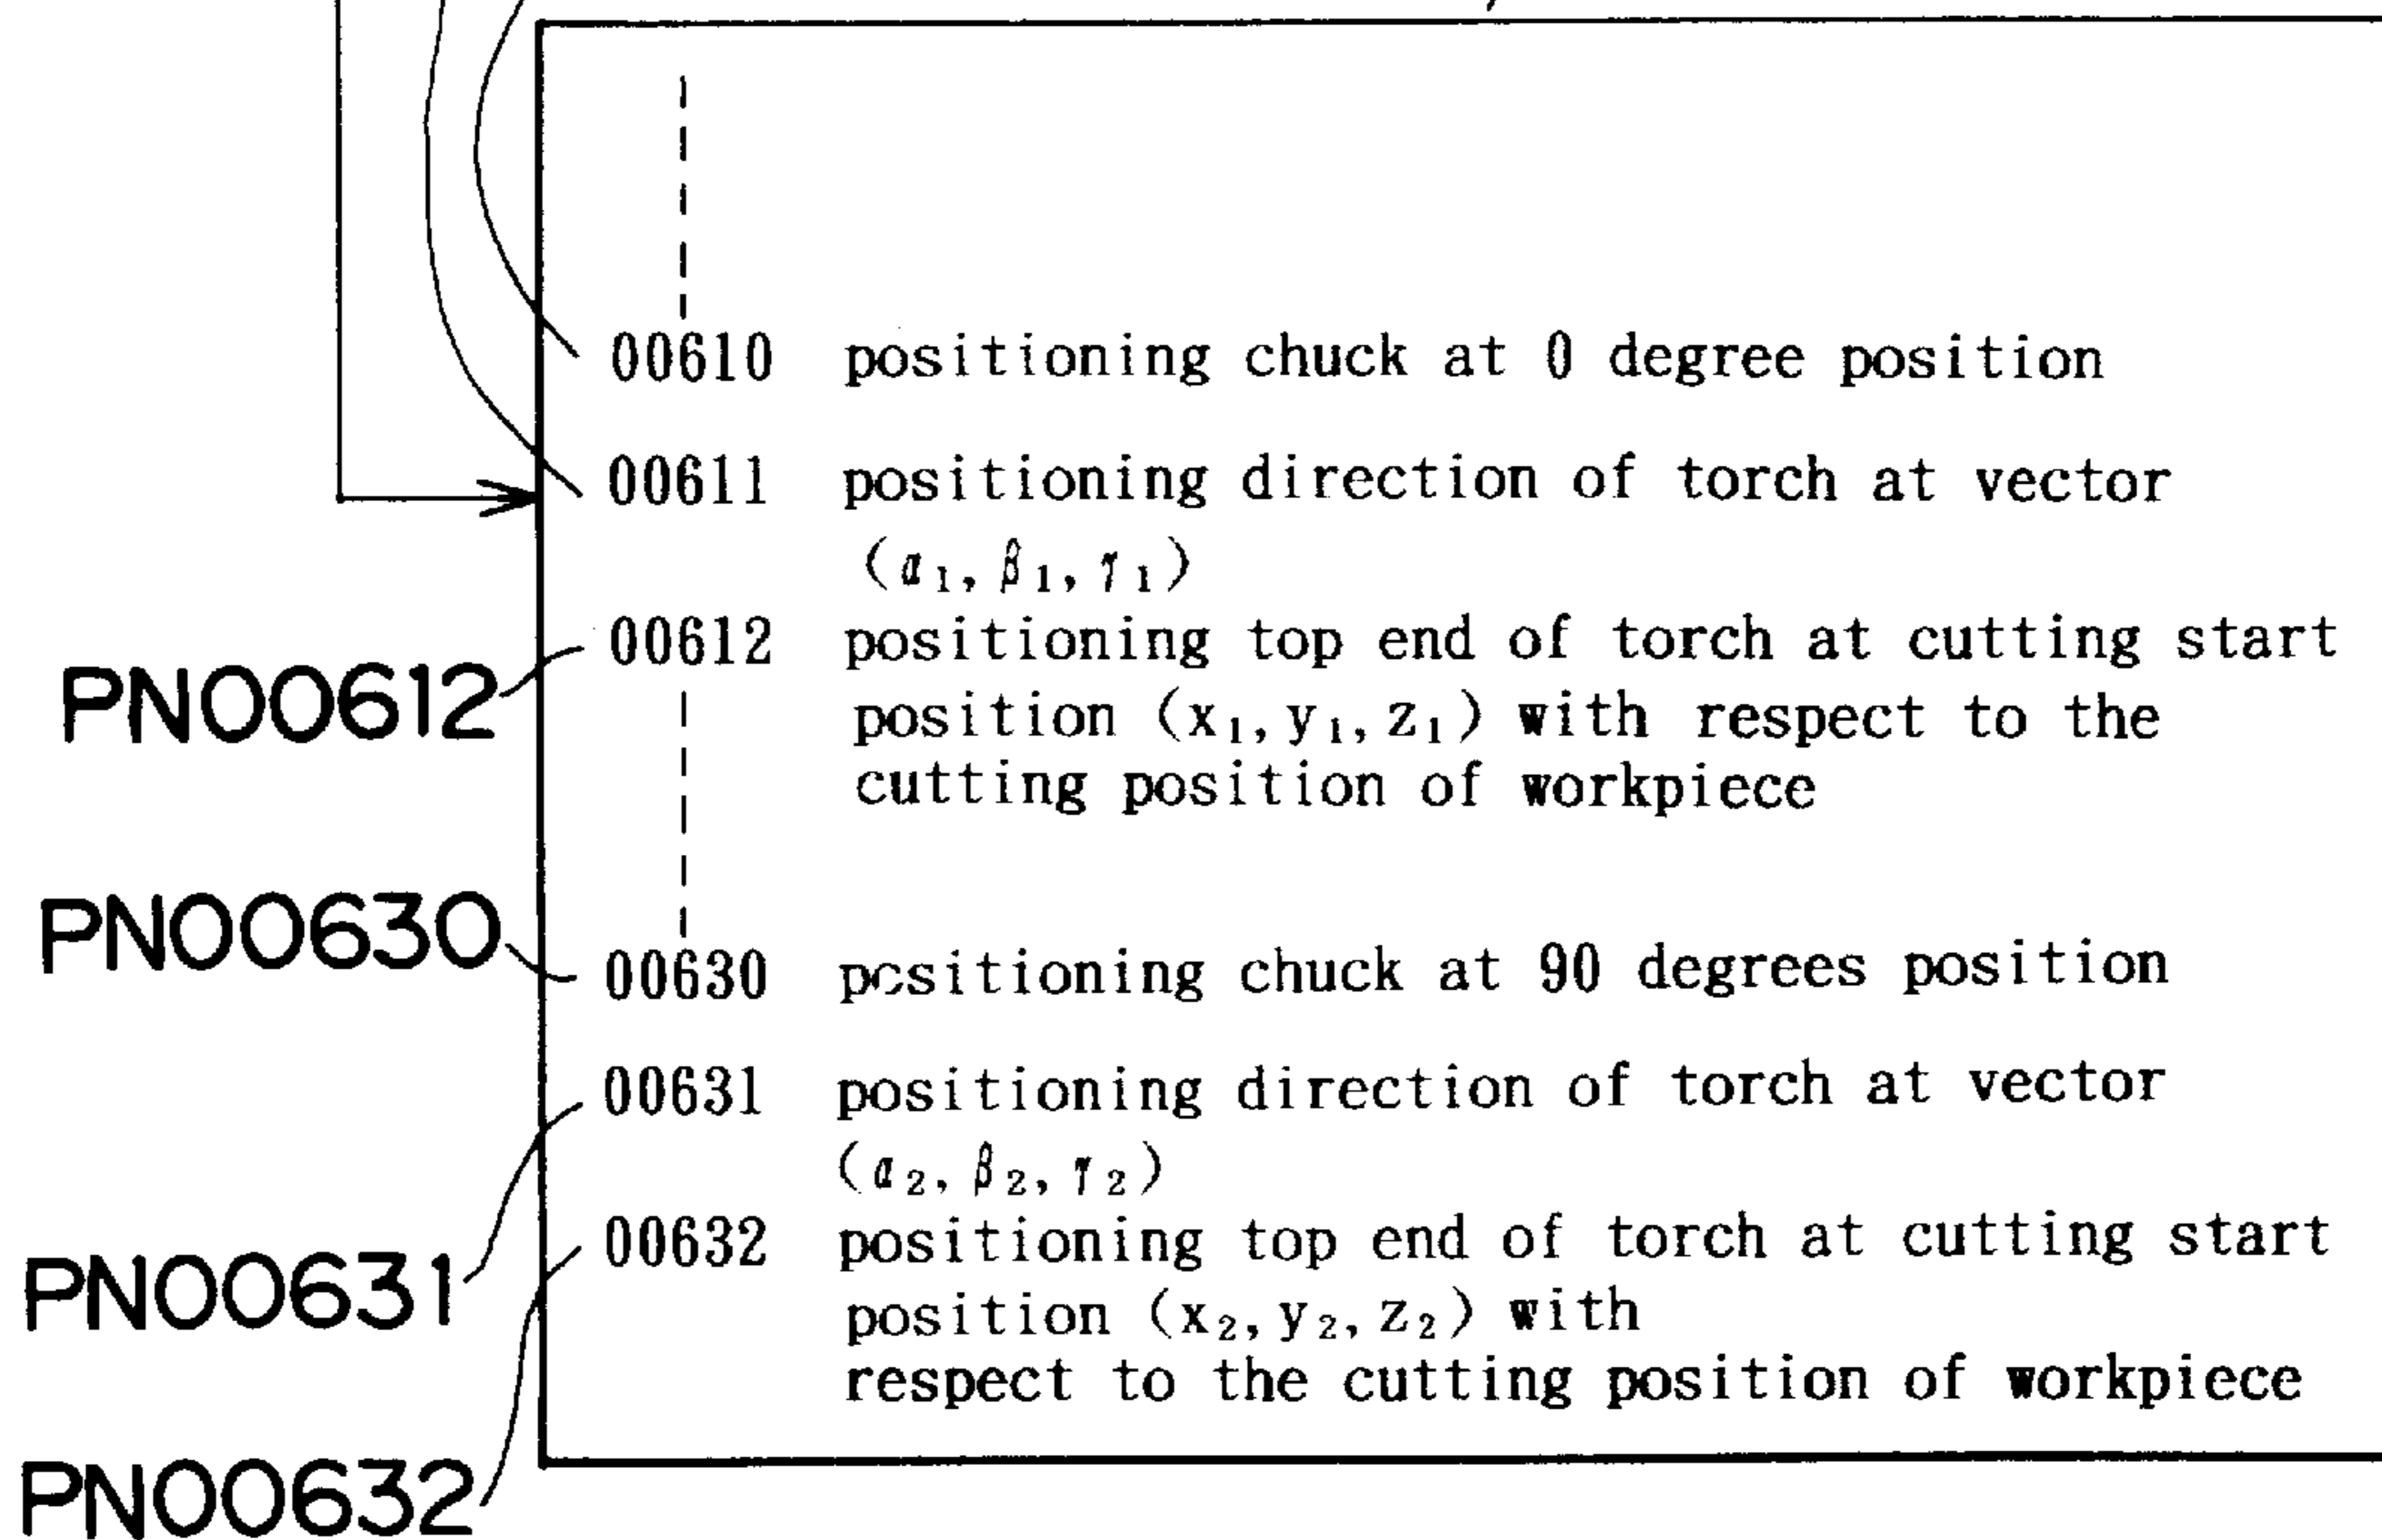 00610 positioning chuck at 0 degree position
00611 positioning direction of torch at vector
(α₁, β₁, γ₁)
00612 positioning top end of torch at cutting start
PN00612
position (x₁, y₁, z₁) with respect to the
cutting position of workpiece
PN00630
00630 positioning chuck at 90 degrees position
00631 positioning direction of torch at vector
(α₂, β₂, γ₂)
00632 positioning top end of torch at cutting start
PN00631
position (x₂, y₂, z₂) with
respect to the cutting position of workpiece
PN00632